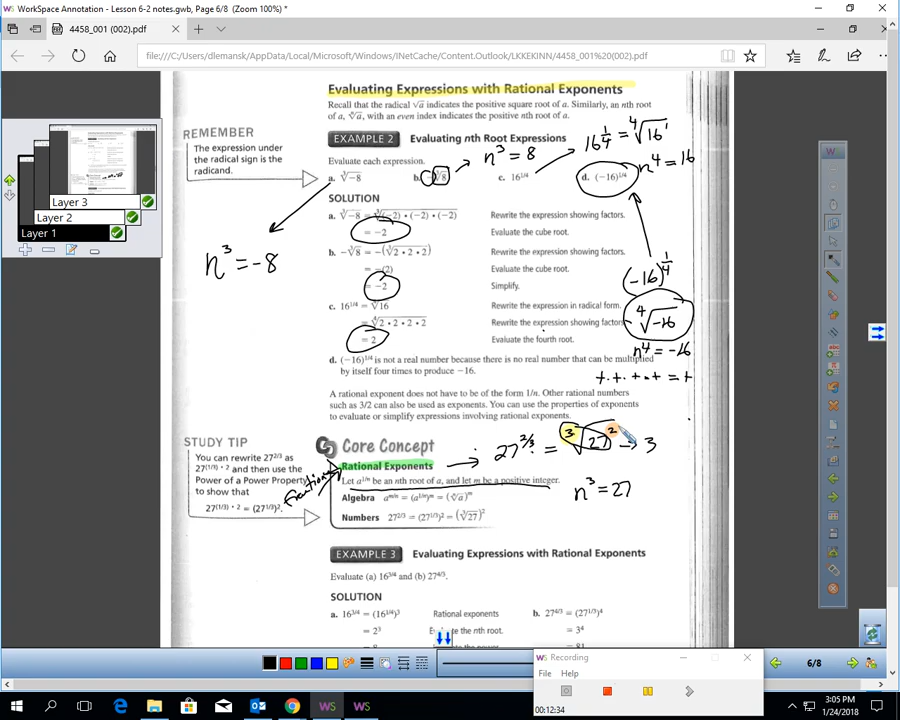 WorkSpace Annotation - Lesson 6-2 notes.gwb, Page 6/8 (Zoom 100%) *
4458_001 (002).pdf
file:///C:/Users/dlemansk/AppData/Local/Microsoft/Windows/INetCache/Content.Outlook/LKKEKINN/4458_001%20(002).pdf
Layer 3
Layer 2
Layer 1
Evaluating Expressions with Rational Exponents
Recall that the radical √a indicates the positive square root of a. Similarly, an nth root
of a, ⁿ√a, with an even index indicates the positive nth root of a.
REMEMBER
The expression under
the radical sign is the
radicand.
EXAMPLE 2 Evaluating nth Root Expressions
16^1/4 = ⁴√16
Evaluate each expression.
n³ = 8
n⁴ = 16
a. ³√−8 b. −³√8 c. 16^1/4 d. (−16)^1/4
SOLUTION
a. ³√−8 = ³√(−2) • (−2) • (−2) Rewrite the expression showing factors.
= −2 Evaluate the cube root.
b. −³√8 = −(³√2 • 2 • 2) Rewrite the expression showing factors.
n³ = −8
= −(2) Evaluate the cube root.
= −2 Simplify.
(−16)^1/4
c. 16^1/4 = ⁴√16 Rewrite the expression in radical form.
= ⁴√2 • 2 • 2 • 2 Rewrite the expression showing factors.
⁴√−16
= 2 Evaluate the fourth root.
n⁴ = −16
d. (−16)^1/4 is not a real number because there is no real number that can be multiplied
by itself four times to produce −16.
+·+·+·+ = +
A rational exponent does not have to be of the form 1/n. Other rational numbers
such as 3/2 can also be used as exponents. You can use the properties of exponents
to evaluate or simplify expressions involving rational exponents.
STUDY TIP
You can rewrite 27^2/3
as
27^(1/3) • 2 and then use the
Power of a Power Property
to show that
27^(1/3) • 2 = (27^1/3)².
fractions
Core Concept
Rational Exponents
27^2/3 = ³√27² → 3
Let a^1/n be an nth root of a, and let m be a positive integer.
n³ = 27
Algebra a^m/n = (a^1/n)^m = (ⁿ√a)^m
Numbers 27^2/3 = (27^1/3)² = (³√27)²
EXAMPLE 3 Evaluating Expressions with Rational Exponents
Evaluate (a) 16^3/4 and (b) 27^4/3.
SOLUTION
a. 16^3/4 = (16^1/4)³ Rational exponents b. 27^4/3 = (27^1/3)⁴
= 2³ the nth root. = 3⁴
= 8 = 81
Recording
File Help
00:12:34
6/8
3:05 PM
1/24/2018